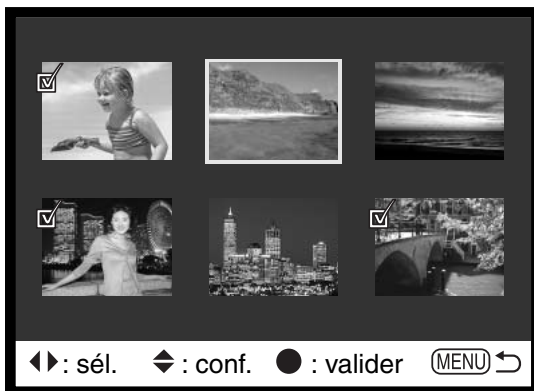 ◀▶: sél. ▲▼: conf. ● : valider MENU ⮌